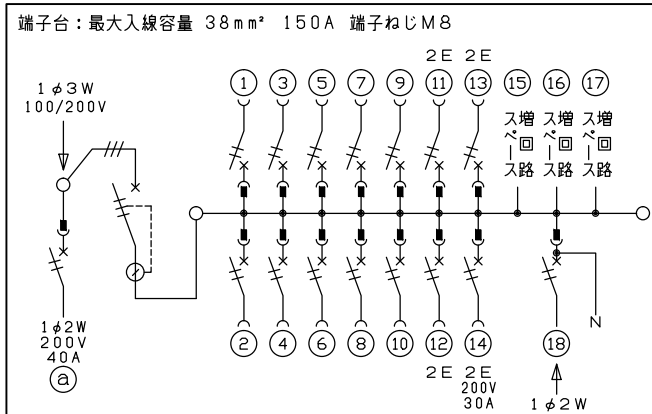 端子台：最大入線容量 38mm² 150A 端子ねじM8
2E 2E
1φ3W
100/200V
1 3 5 7 9 11 13 15 16 17
増回路スペース 増回路スペース 増回路スペース
1φ2W
200V
40A
a
2 4 6 8 10 12 14 18
N
2E 2E
200V
30A
1φ2W